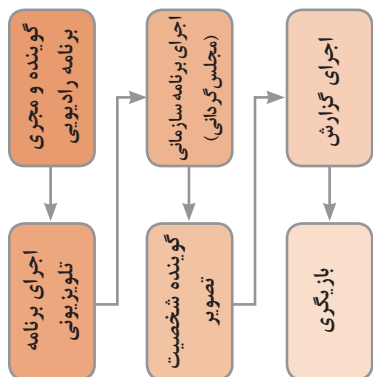 گوینده و مجری
برنامه رادیویی
اجرای برنامه
تلویزیونی
اجرای برنامه سازمانی
(مجلس گردانی)
گوینده شخصیت
تصویر
اجرای گزارش
بازیگری